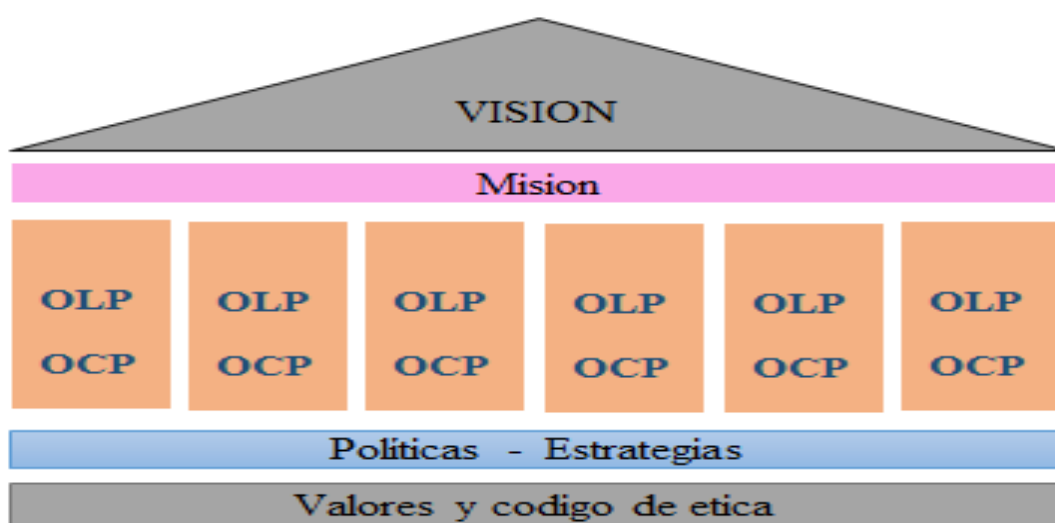 VISION
Mision
OLP OLP OLP OLP OLP OLP
OCP OCP OCP OCP OCP OCP
Políticas - Estrategias
Valores y codigo de etica